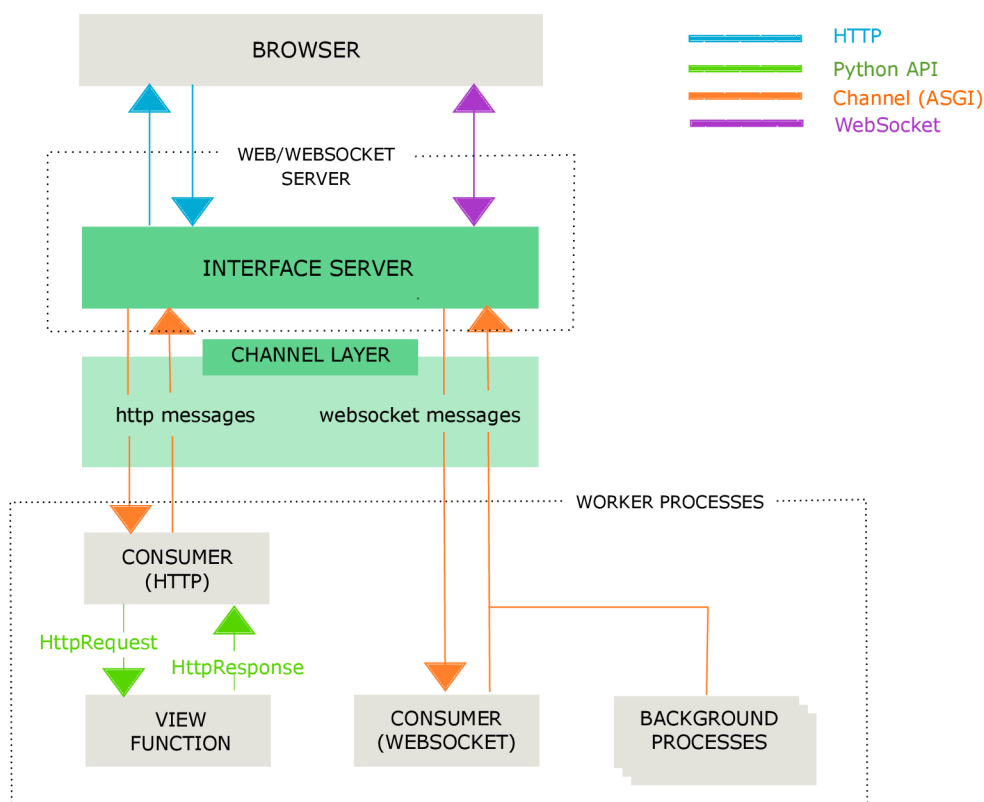 BROWSER
HTTP
Python API
Channel (ASGI)
WebSocket
WEB/WEBSOCKET
SERVER
INTERFACE SERVER
CHANNEL LAYER
http messages
websocket messages
WORKER PROCESSES
CONSUMER
(HTTP)
HttpRequest
HttpResponse
VIEW
FUNCTION
CONSUMER
(WEBSOCKET)
BACKGROUND
PROCESSES